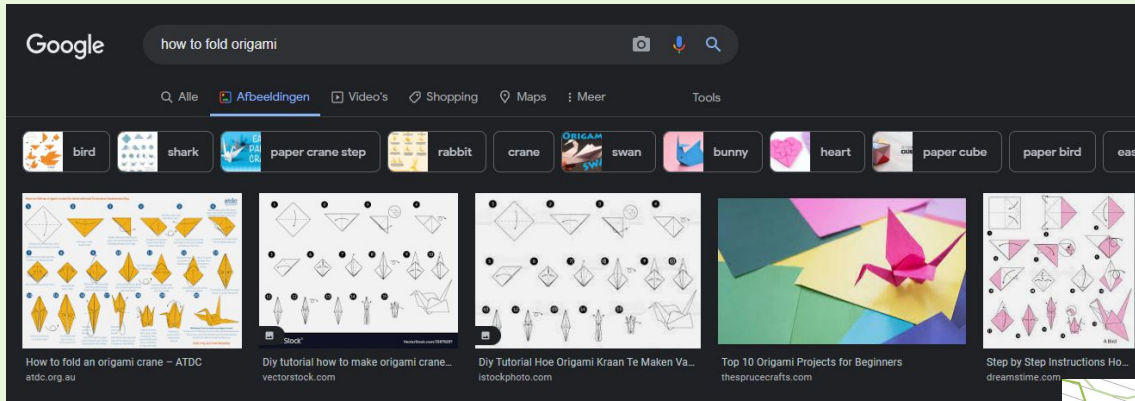 Google
how to fold origami
Alle
Afbeeldingen
Video's
Shopping
Maps
Meer
Tools
bird
shark
paper crane step
rabbit
crane
ORIGAM
swan
bunny
heart
paper cube
paper bird
eas
How to fold an origami crane – ATDC
atdc.org.au
Diy tutorial how to make origami crane...
vectorstock.com
Diy Tutorial Hoe Origami Kraan Te Maken Va...
istockphoto.com
Top 10 Origami Projects for Beginners
thesprucecrafts.com
Step by Step Instructions Ho...
dreamstime.com